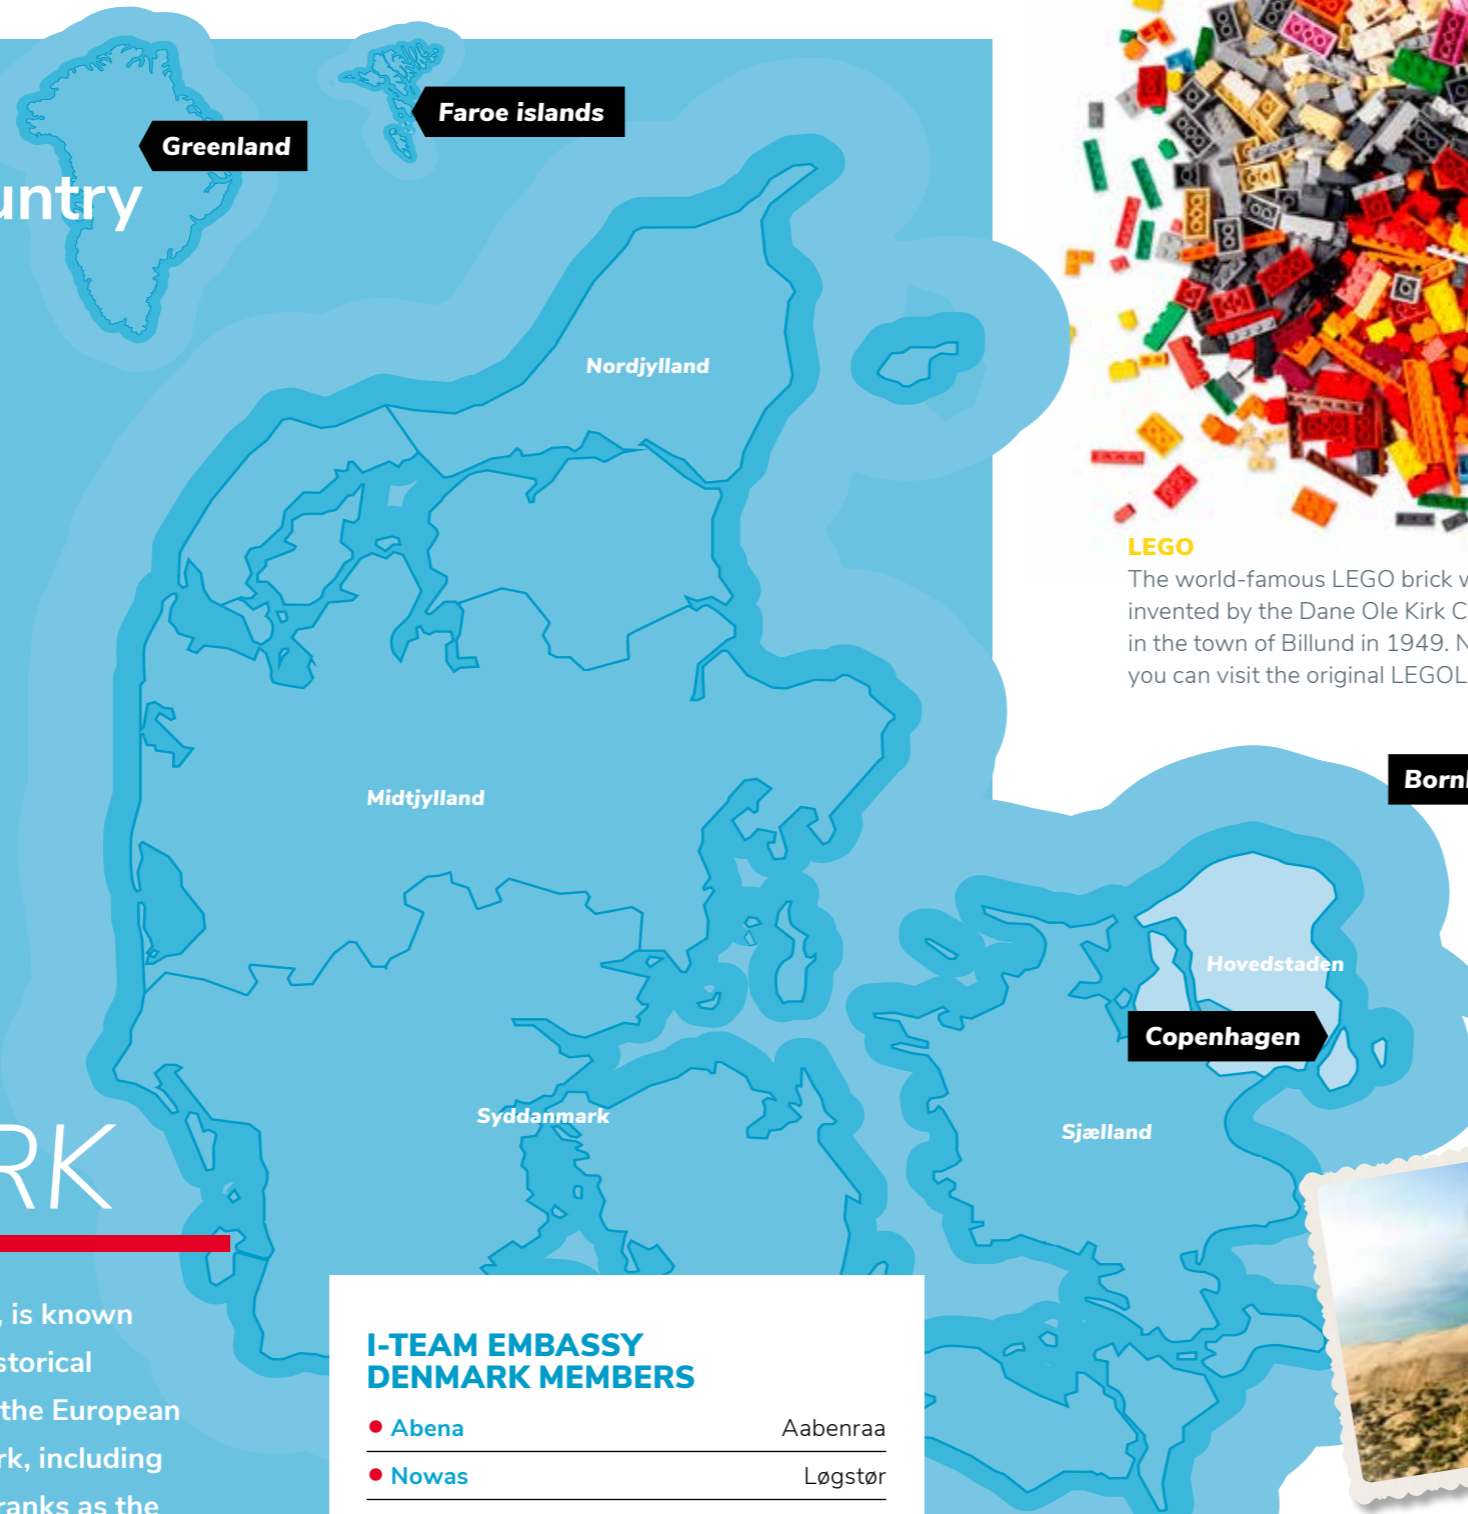 Greenland
Faroe islands
untry
Nordjylland
LEGO
The world-famous LEGO brick w
invented by the Dane Ole Kirk C
in the town of Billund in 1949. N
you can visit the original LEGOL
Born
Midtjylland
Hovedstaden
Copenhagen
Syddanmark
Sjælland
RK
, is known
storical
the European
rk, including
ranks as the
I-TEAM EMBASSY
DENMARK MEMBERS
• Abena Aabenraa
• Nowas Løgstør